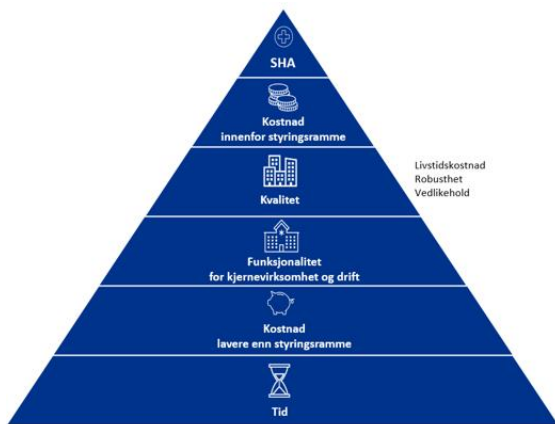 SHA
Kostnad
innenfor styringsramme
Kvalitet
Livstidskostnad
Robusthet
Vedlikehold
Funksjonalitet
for kjernevirksomhet og drift
Kostnad
lavere enn styringsramme
Tid